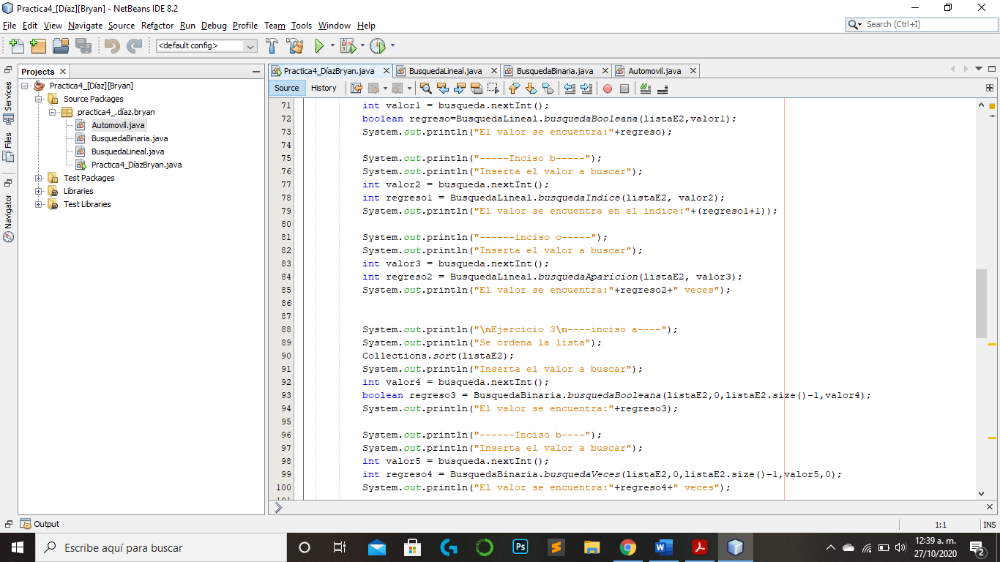 Practica4_[Díaz][Bryan] - NetBeans IDE 8.2
File Edit View Navigate Source Refactor Run Debug Profile Team Tools Window Help
Search (Ctrl+I)
<default config>
Projects
Practica4_DíazBryan.java BusquedaLineal.java BusquedaBinaria.java Automovil.java
Source History
Services
Files
Navigator
Practica4_[Díaz][Bryan]
Source Packages
practica4_.díaz.bryan
Automovil.java
BusquedaBinaria.java
BusquedaLineal.java
Practica4_DíazBryan.java
Test Packages
Libraries
Test Libraries
71 int valor1 = busqueda.nextInt();
72 boolean regreso=BusquedaLineal.busquedaBooleana(listaE2,valor1);
73 System.out.println("El valor se encuentra:"+regreso);
74
75 System.out.println("-----Inciso b-----");
76 System.out.println("Inserta el valor a buscar");
77 int valor2 = busqueda.nextInt();
78 int regreso1 = BusquedaLineal.busquedaIndice(listaE2, valor2);
79 System.out.println("El valor se encuentra en el indice:"+(regreso1+1));
80
81 System.out.println("------inciso c-----");
82 System.out.println("Inserta el valor a buscar");
83 int valor3 = busqueda.nextInt();
84 int regreso2 = BusquedaLineal.busquedaAparicion(listaE2, valor3);
85 System.out.println("El valor se encuentra:"+regreso2+" veces");
86
87
88 System.out.println("\nEjercicio 3\n----inciso a----");
89 System.out.println("Se ordena la lista");
90 Collections.sort(listaE2);
91 System.out.println("Inserta el valor a buscar");
92 int valor4 = busqueda.nextInt();
93 boolean regreso3 = BusquedaBinaria.busquedaBooleana(listaE2,0,listaE2.size()-1,valor4);
94 System.out.println("El valor se encuentra:"+regreso3);
95
96 System.out.println("------Inciso b----");
97 System.out.println("Inserta el valor a buscar");
98 int valor5 = busqueda.nextInt();
99 int regreso4 = BusquedaBinaria.busquedaVeces(listaE2,0,listaE2.size()-1,valor5,0);
100 System.out.println("El valor se encuentra:"+regreso4+" veces");
101
Output
1:1 INS
Escribe aquí para buscar
Ps
12:39 a. m.
27/10/2020
2